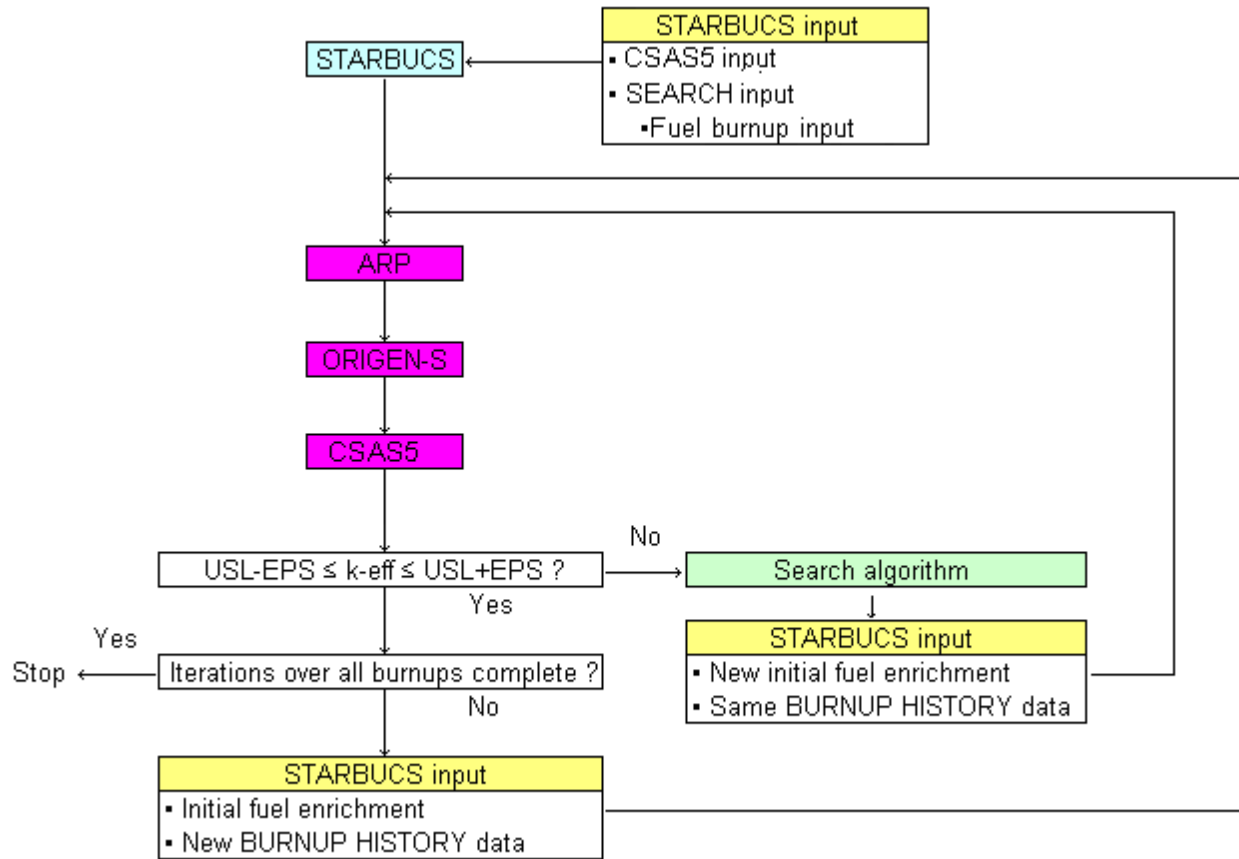 STARBUCS input
STARBUCS
▪ CSAS5 input
▪ SEARCH input
▪Fuel burnup input
ARP
ORIGEN-S
CSAS5
USL-EPS ≤ k-eff ≤ USL+EPS ?
No
Search algorithm
Yes
STARBUCS input
▪ New initial fuel enrichment
▪ Same BURNUP HISTORY data
Yes
Stop
Iterations over all burnups complete ?
No
STARBUCS input
▪ Initial fuel enrichment
▪ New BURNUP HISTORY data